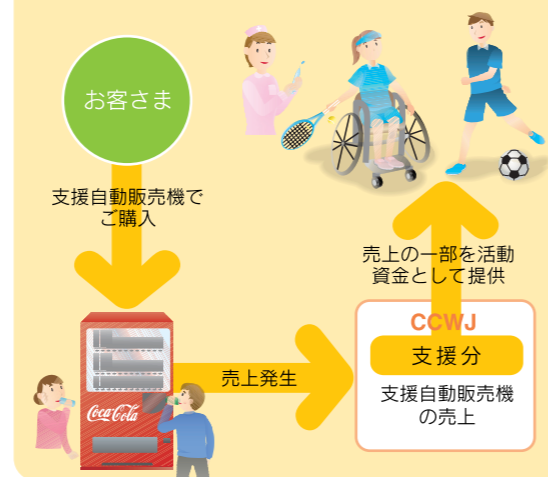 お客さま
支援自動販売機で
ご購入
Coca-Cola
売上発生
売上の一部を活動
資金として提供
CCWJ
支援分
支援自動販売機
の売上